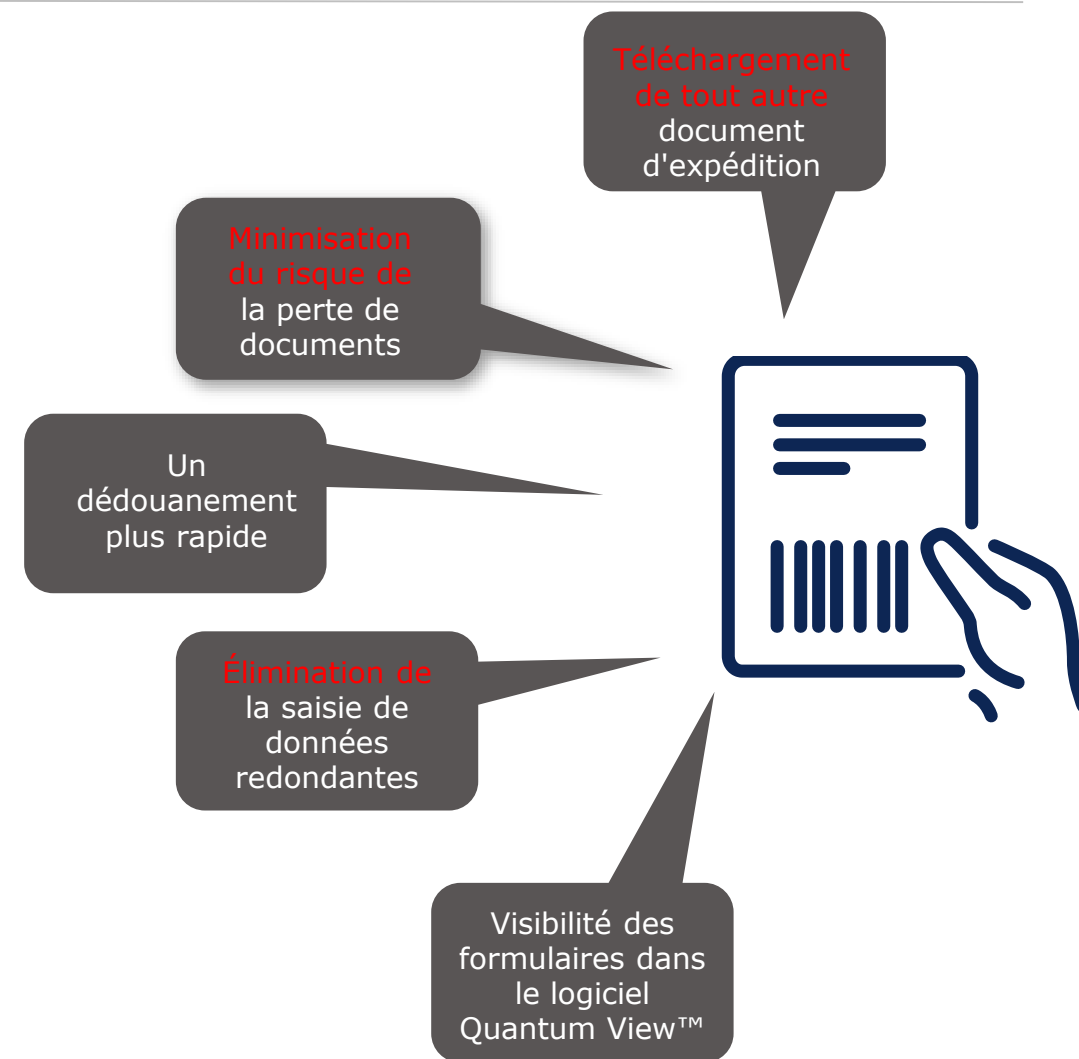 Téléchargement
de tout autre
document
d'expédition
Minimisation
du risque de
la perte de
documents
Un
dédouanement
plus rapide
Élimination de
la saisie de
données
redondantes
Visibilité des
formulaires dans
le logiciel
Quantum View™